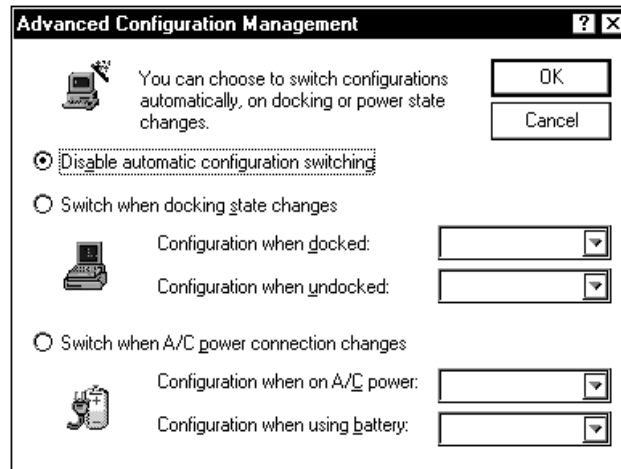 Advanced Configuration Management
You can choose to switch configurations
automatically, on docking or power state
changes.
OK
Cancel
Disable automatic configuration switching
Switch when docking state changes
Configuration when docked:
Configuration when undocked:
Switch when A/C power connection changes
Configuration when on A/C power:
Configuration when using battery: